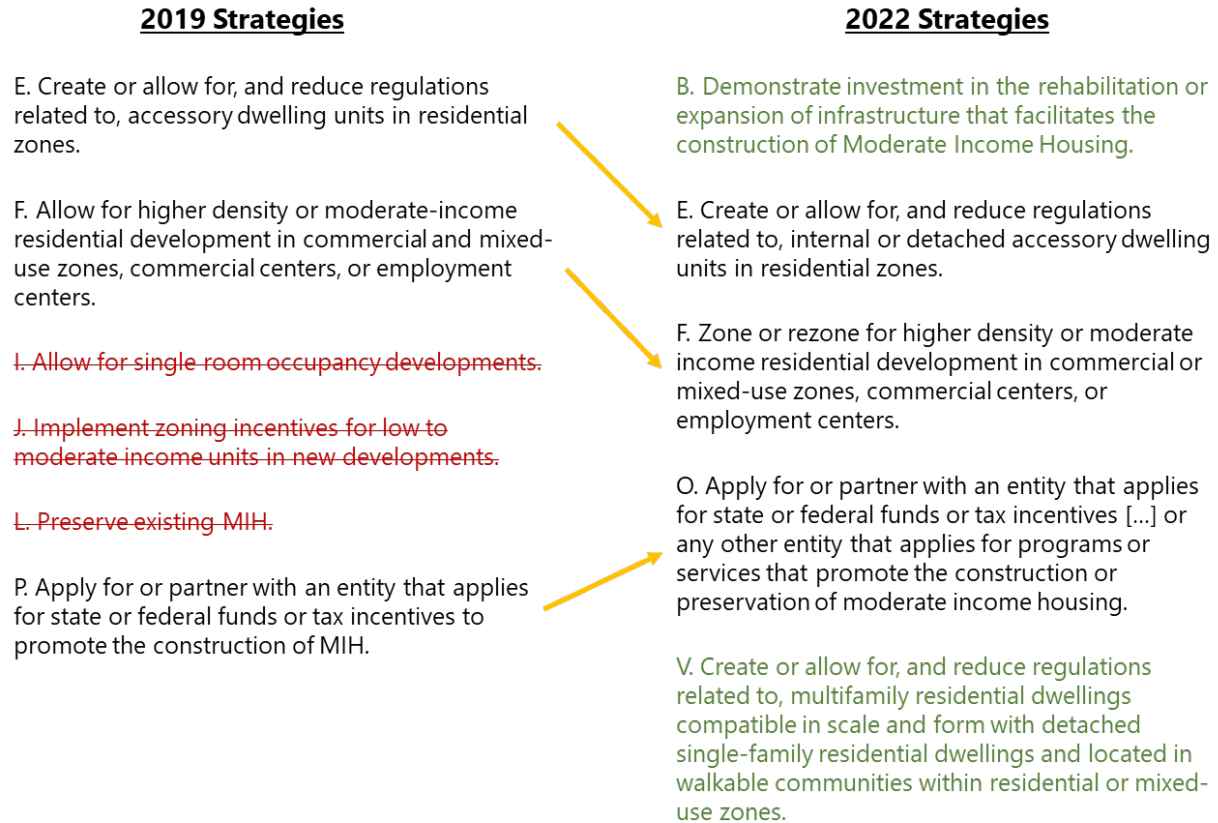 2019 Strategies
E. Create or allow for, and reduce regulations
related to, accessory dwelling units in residential
zones.
F. Allow for higher density or moderate-income
residential development in commercial and mixed-
use zones, commercial centers, or employment
centers.
I. Allow for single room occupancy developments.
J. Implement zoning incentives for low to
moderate income units in new developments.
L. Preserve existing MIH.
P. Apply for or partner with an entity that applies
for state or federal funds or tax incentives to
promote the construction of MIH.
2022 Strategies
B. Demonstrate investment in the rehabilitation or
expansion of infrastructure that facilitates the
construction of Moderate Income Housing.
E. Create or allow for, and reduce regulations
related to, internal or detached accessory dwelling
units in residential zones.
F. Zone or rezone for higher density or moderate
income residential development in commercial or
mixed-use zones, commercial centers, or
employment centers.
O. Apply for or partner with an entity that applies
for state or federal funds or tax incentives […] or
any other entity that applies for programs or
services that promote the construction or
preservation of moderate income housing.
V. Create or allow for, and reduce regulations
related to, multifamily residential dwellings
compatible in scale and form with detached
single-family residential dwellings and located in
walkable communities within residential or mixed-
use zones.